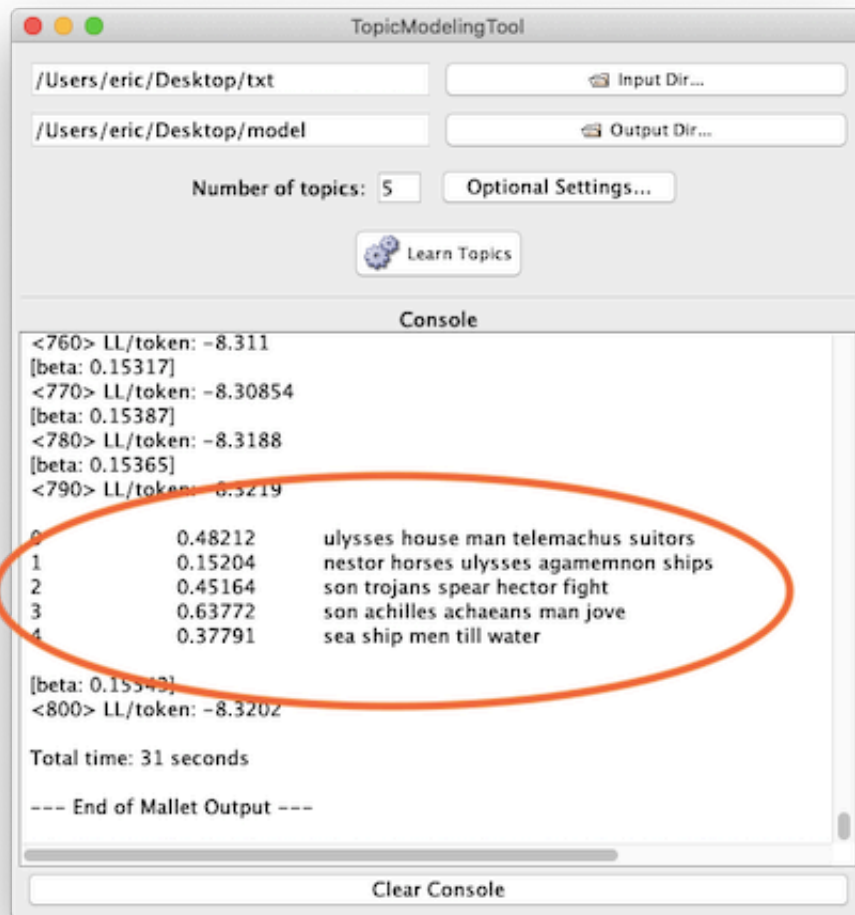 TopicModelingTool
/Users/eric/Desktop/txt Input Dir...
/Users/eric/Desktop/model Output Dir...
Number of topics: 5 Optional Settings...
Learn Topics
Console
<760> LL/token: -8.311
[beta: 0.15317]
<770> LL/token: -8.30854
[beta: 0.15387]
<780> LL/token: -8.3188
[beta: 0.15365]
<790> LL/token: -8.3219
0 0.48212 ulysses house man telemachus suitors
1 0.15204 nestor horses ulysses agamemnon ships
2 0.45164 son trojans spear hector fight
3 0.63772 son achilles achaeans man jove
4 0.37791 sea ship men till water
[beta: 0.15343]
<800> LL/token: -8.3202
Total time: 31 seconds
--- End of Mallet Output ---
Clear Console